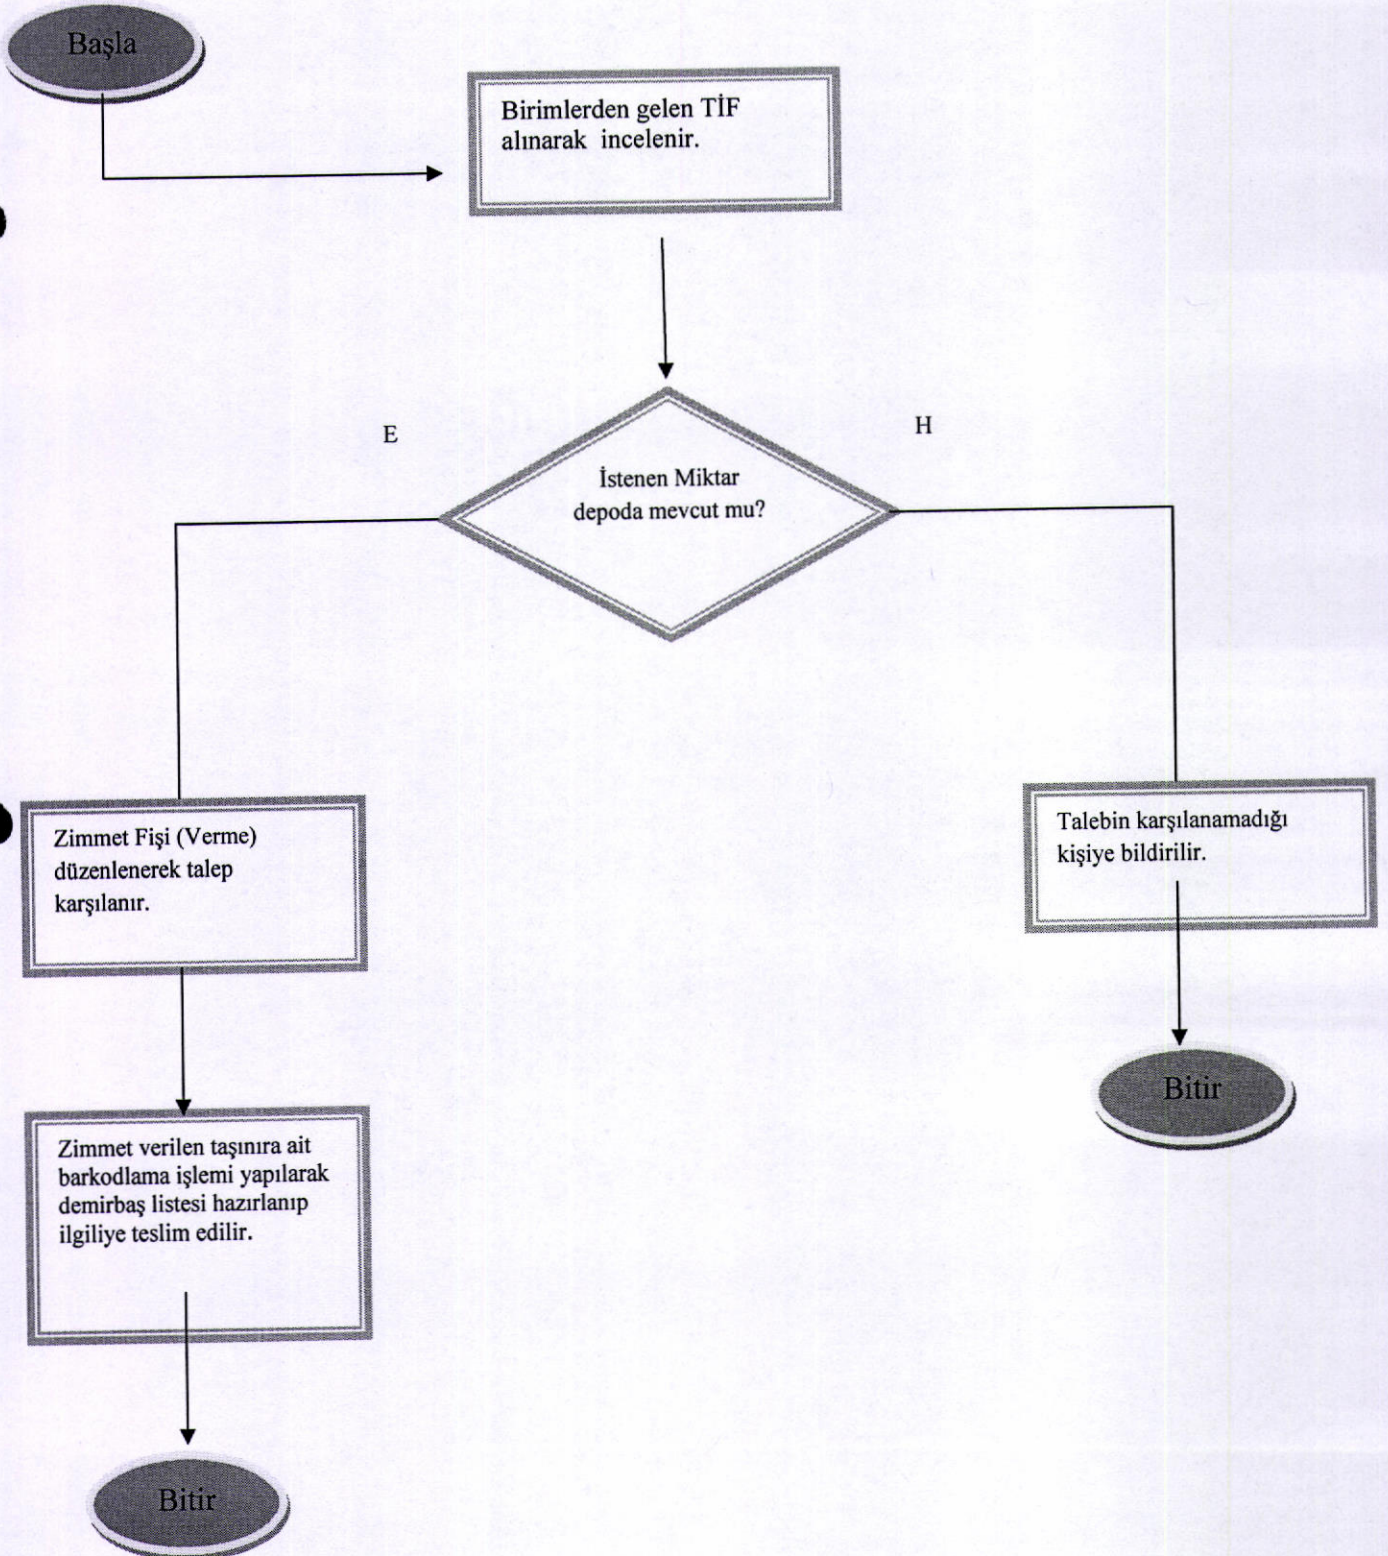 Başla
Birimlerden gelen TİF
alınarak incelenir.
E
H
İstenen Miktar
depoda mevcut mu?
Zimmet Fişi (Verme)
düzenlenerek talep
karşılanır.
Talebin karşılanamadığı
kişiye bildirilir.
Bitir
Zimmet verilen taşınıra ait
barkodlama işlemi yapılarak
demirbaş listesi hazırlanıp
ilgiliye teslim edilir.
Bitir